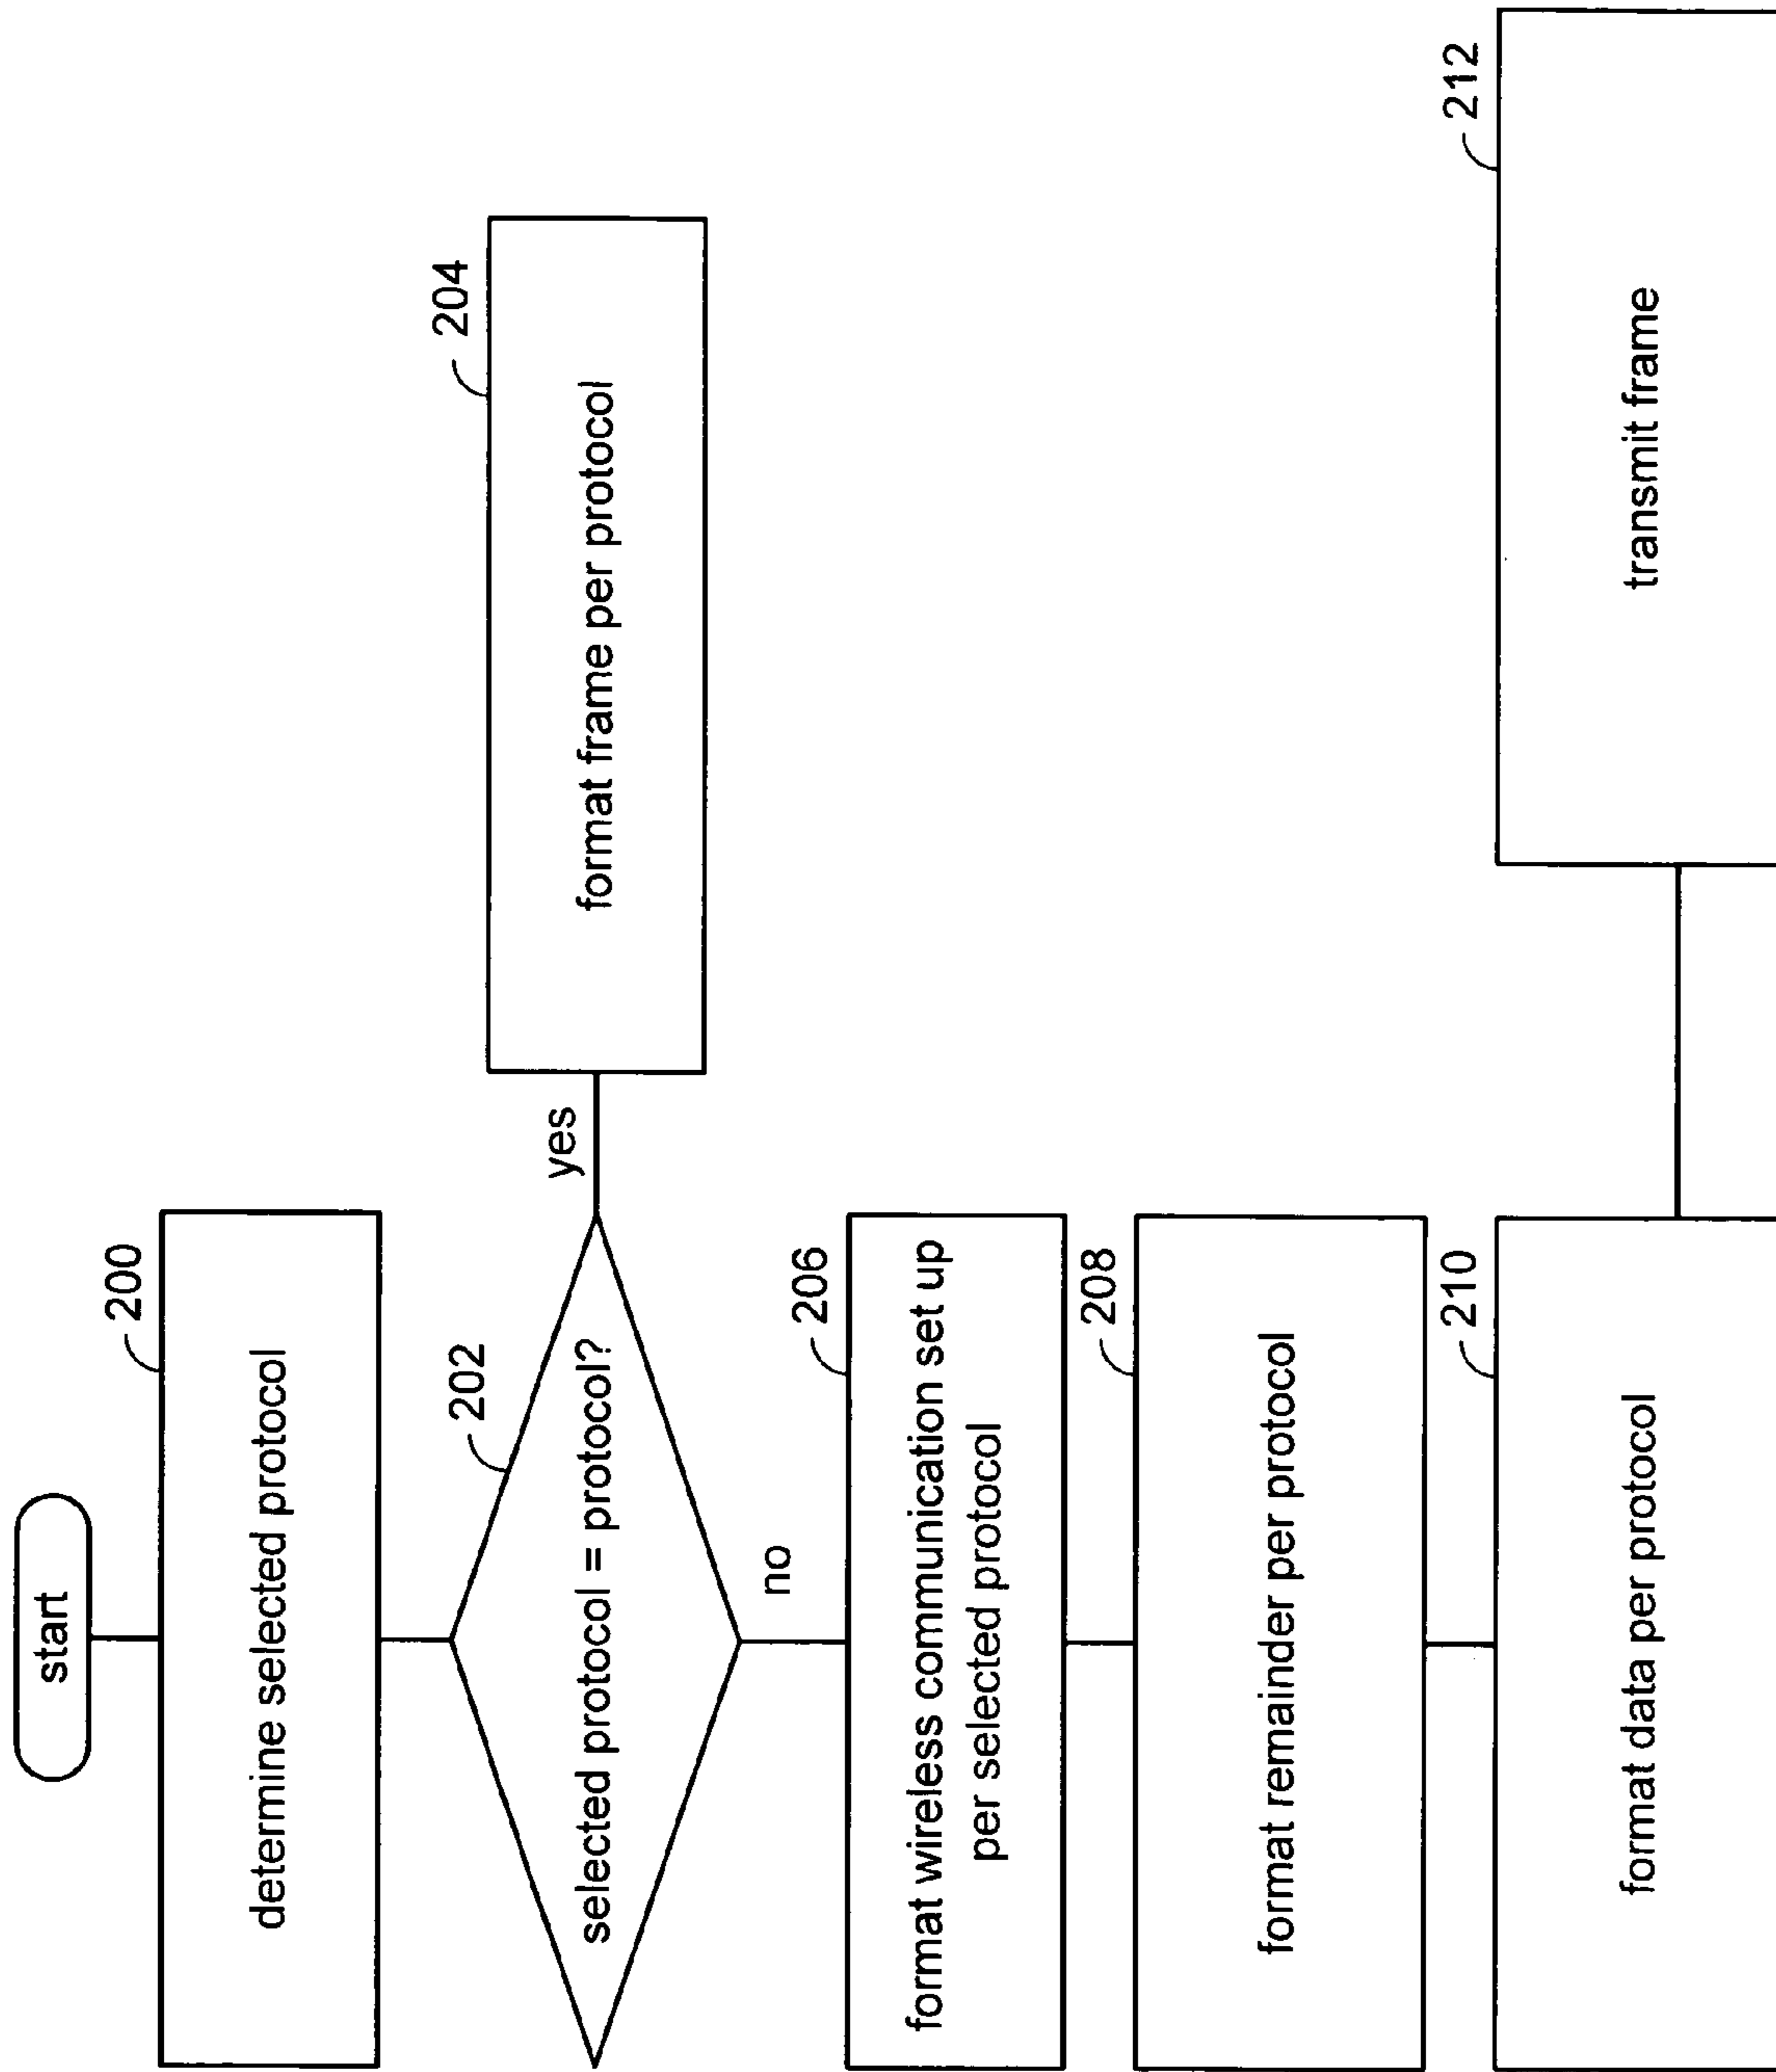 start
200
determine selected protocol
202
selected protocol = protocol?
yes
204
format frame per protocol
no
206
format wireless communication set up
per selected protocol
208
format remainder per protocol
210
format data per protocol
212
transmit frame